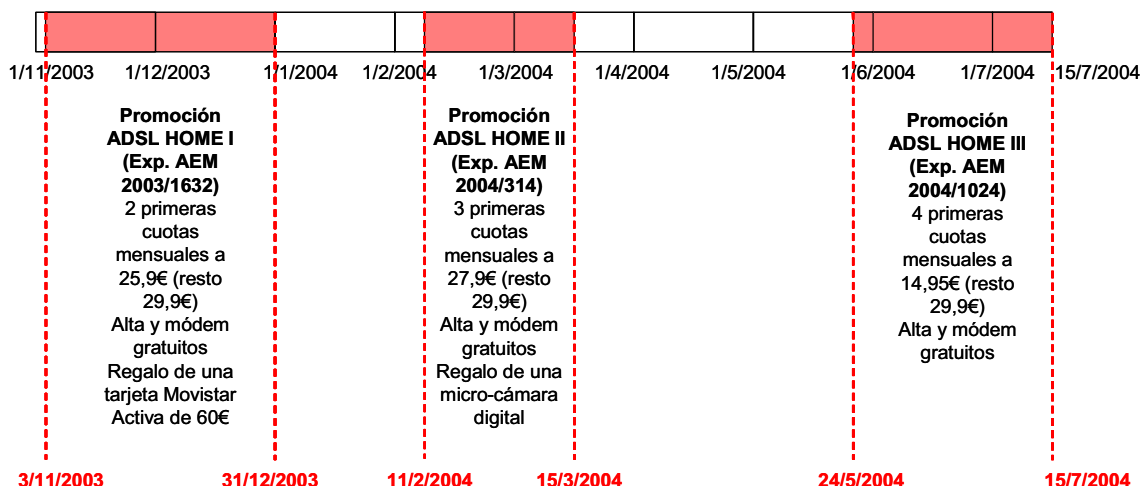 1/11/2003 1/12/2003 1/1/2004 1/2/2004 1/3/2004 1/4/2004 1/5/2004 1/6/2004 1/7/2004 15/7/2004
Promoción
ADSL HOME I
(Exp. AEM
2003/1632)
2 primeras
cuotas
mensuales a
25,9€ (resto
29,9€)
Alta y módem
gratuitos
Regalo de una
tarjeta Movistar
Activa de 60€
Promoción
ADSL HOME II
(Exp. AEM
2004/314)
3 primeras
cuotas
mensuales a
27,9€ (resto
29,9€)
Alta y módem
gratuitos
Regalo de una
micro-cámara
digital
Promoción
ADSL HOME III
(Exp. AEM
2004/1024)
4 primeras
cuotas
mensuales a
14,95€ (resto
29,9€)
Alta y módem
gratuitos
3/11/2003 31/12/2003 11/2/2004 15/3/2004 24/5/2004 15/7/2004